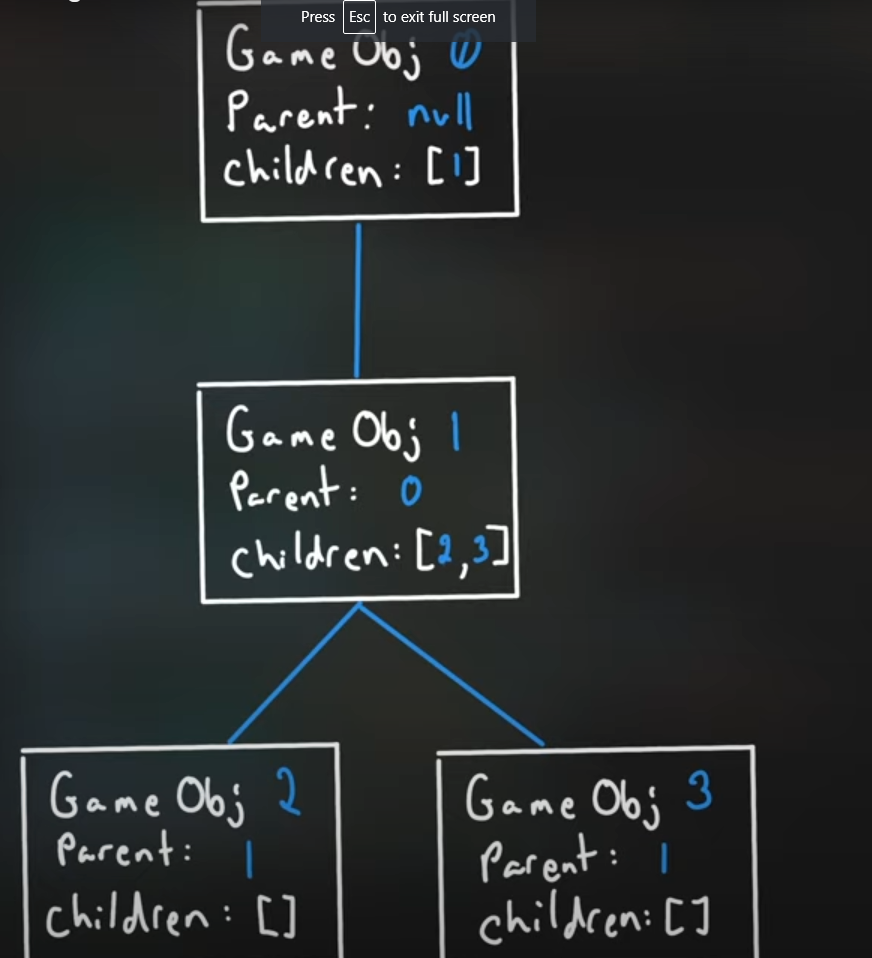 Press Esc to exit full screen
Game Obj 0
Parent: null
children: [1]
Game Obj 1
Parent: 0
children: [2,3]
Game Obj 2
Parent: 1
children: []
Game Obj 3
Parent: 1
children: []